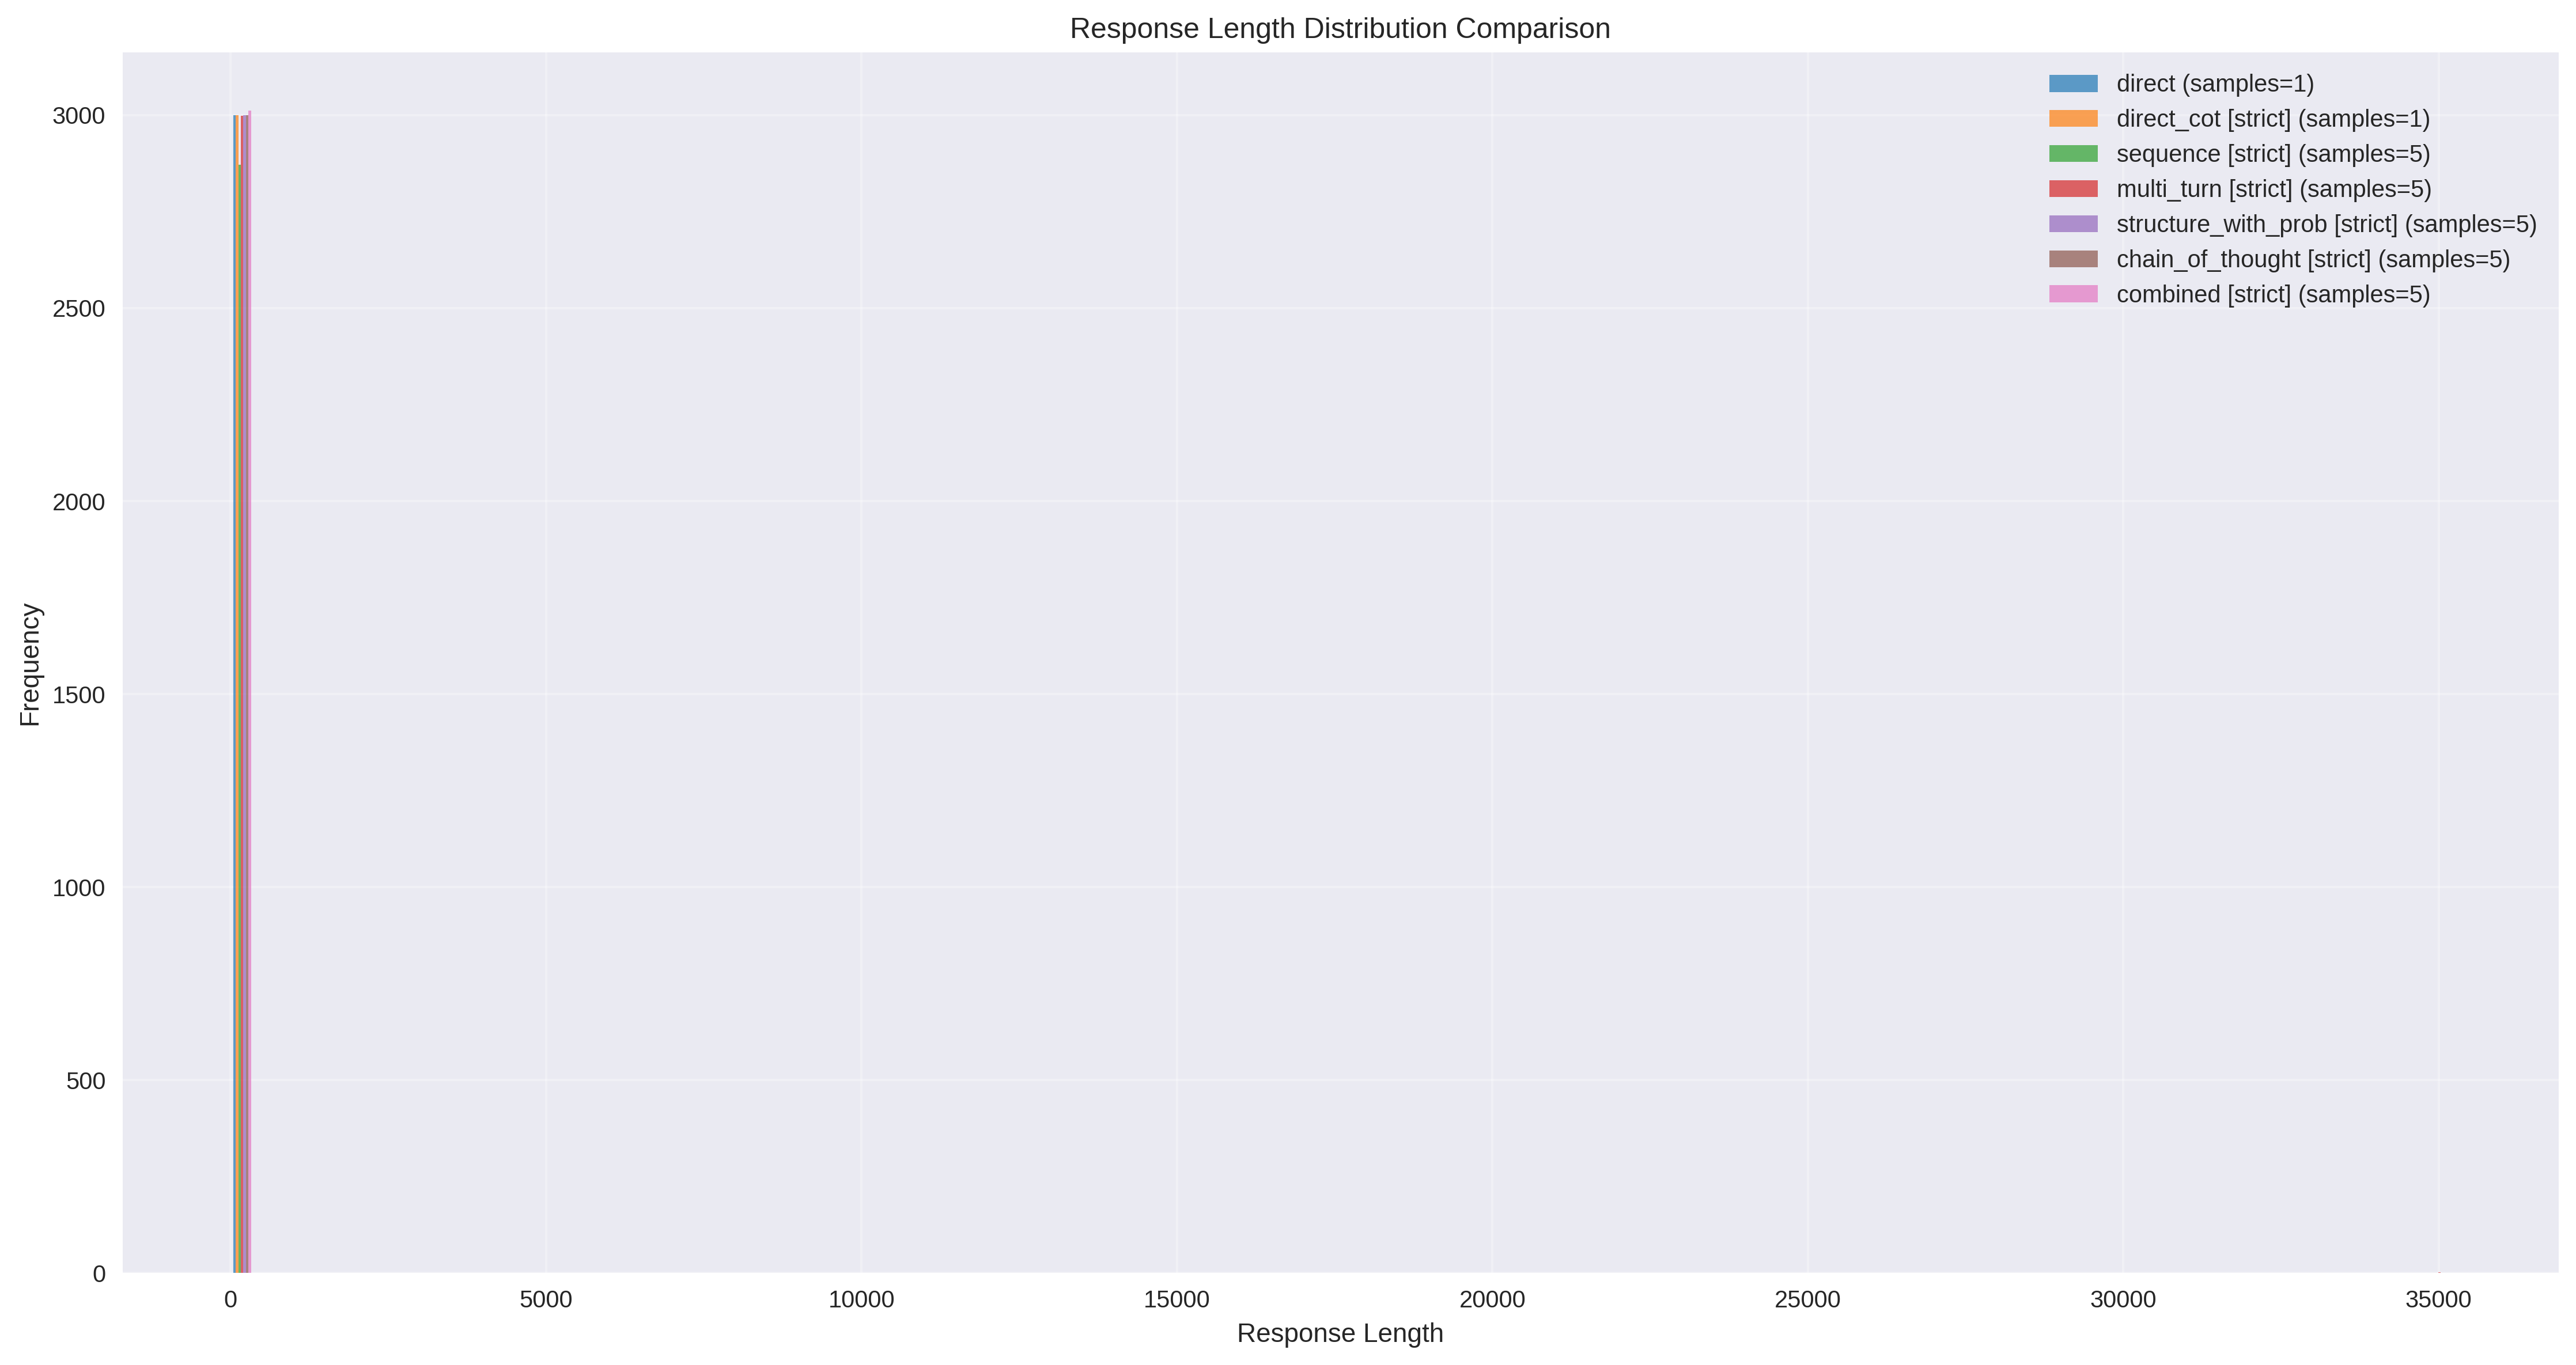 Response Length Distribution Comparison
direct (samples=1)
direct_cot [strict] (samples=1)
sequence [strict] (samples=5)
multi_turn [strict] (samples=5)
structure_with_prob [strict] (samples=5)
chain_of_thought [strict] (samples=5)
combined [strict] (samples=5)
Frequency
3000
2500
2000
1500
1000
500
0
0 5000 10000 15000 20000 25000 30000 35000
Response Length